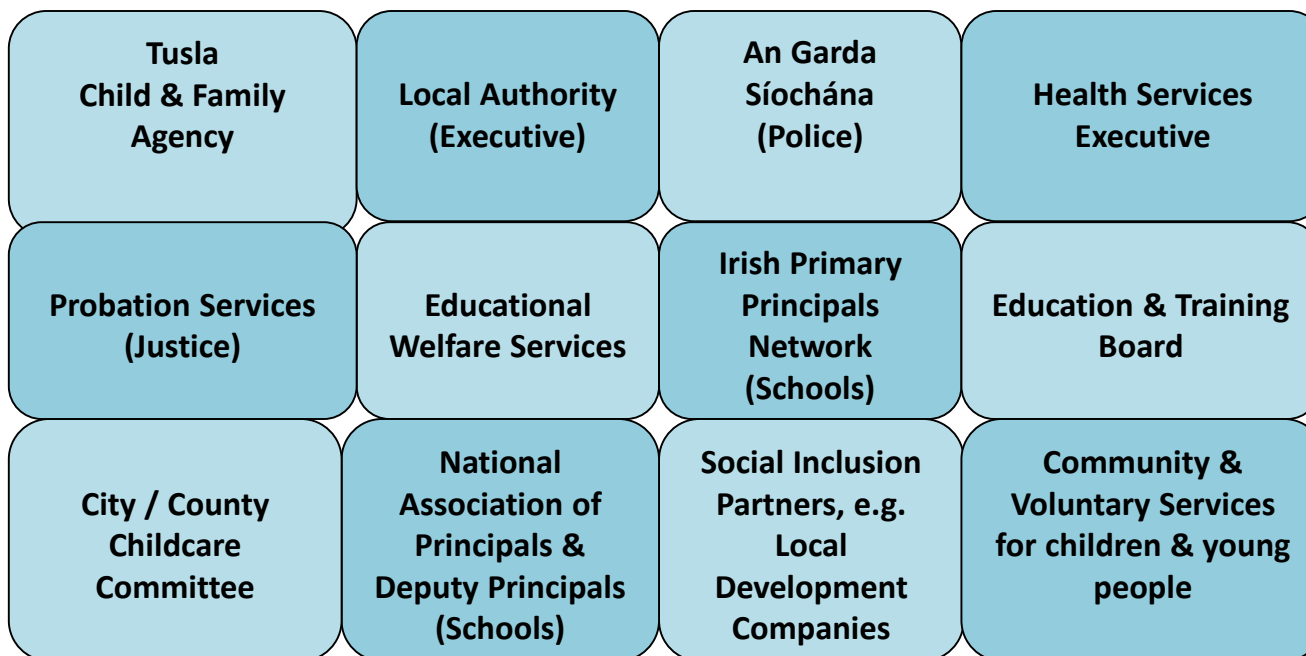 Tusla
Child & Family
Agency
Local Authority
(Executive)
An Garda
Síochána
(Police)
Health Services
Executive
Probation Services
(Justice)
Educational
Welfare Services
Irish Primary
Principals
Network
(Schools)
Education & Training
Board
City / County
Childcare
Committee
National
Association of
Principals &
Deputy Principals
(Schools)
Social Inclusion
Partners, e.g.
Local
Development
Companies
Community &
Voluntary Services
for children & young
people